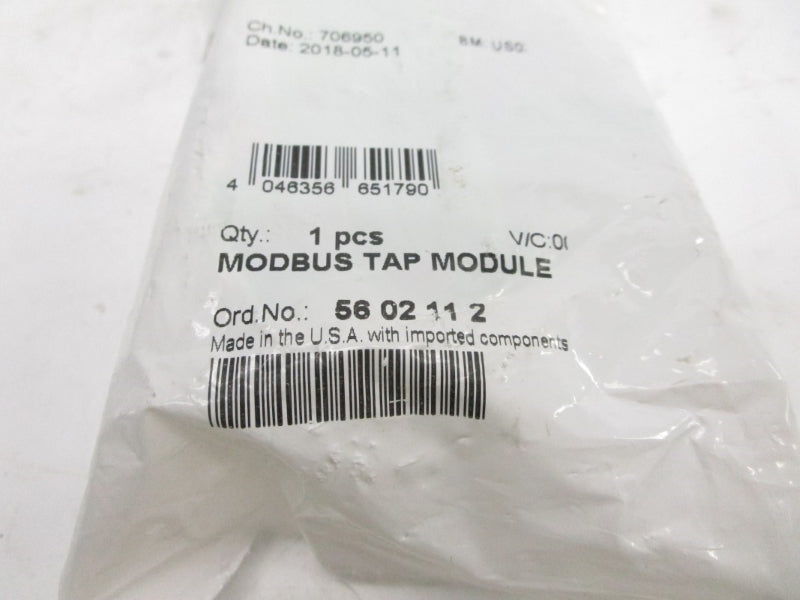 Ch.No.: 706950
Date: 2018-05-11
4 046356 651790
Qty.: 1 pcs
MODBUS TAP MODULE
Ord.No.: 56 02 11 2
Made in the U.S.A. with imported components